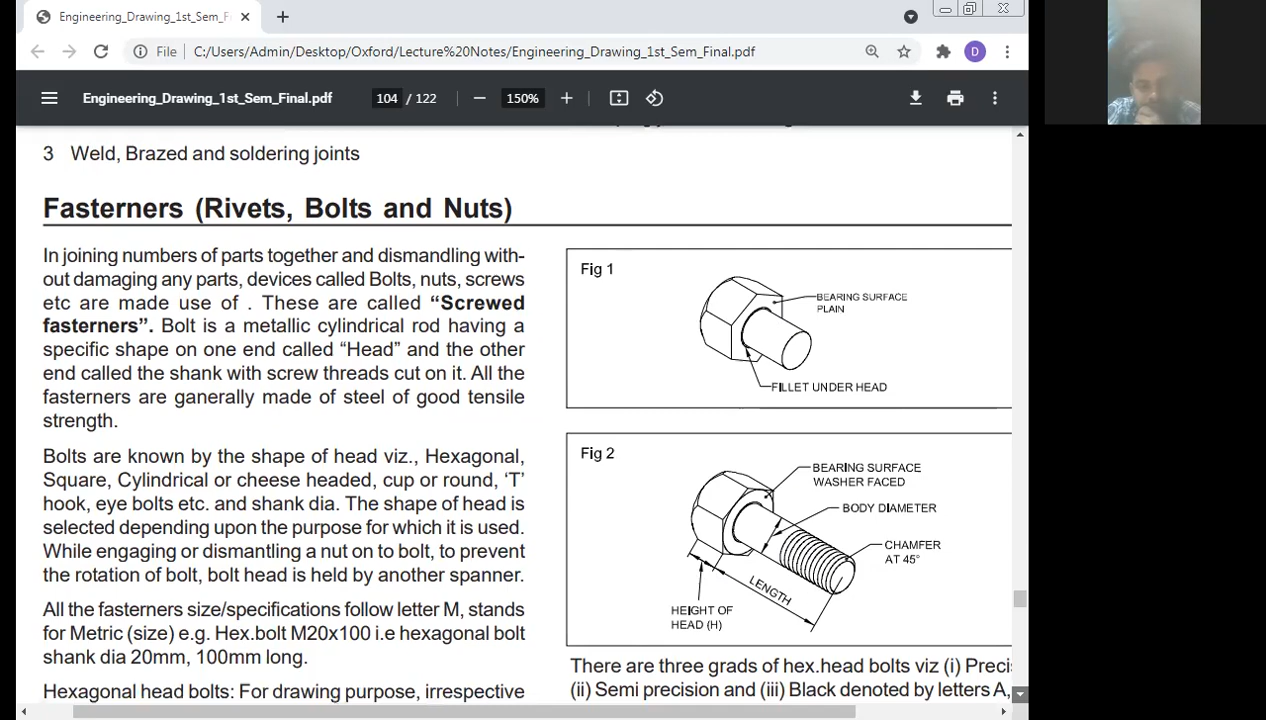 Engineering_Drawing_1st_Sem_Fi
File
C:/Users/Admin/Desktop/Oxford/Lecture%20Notes/Engineering_Drawing_1st_Sem_Final.pdf
D
Engineering_Drawing_1st_Sem_Final.pdf
104 / 122
150%
3 Weld, Brazed and soldering joints
Fasterners (Rivets, Bolts and Nuts)
In joining numbers of parts together and dismandling with-
out damaging any parts, devices called Bolts, nuts, screws
etc are made use of . These are called “Screwed
fasterners”. Bolt is a metallic cylindrical rod having a
specific shape on one end called “Head” and the other
end called the shank with screw threads cut on it. All the
fasterners are ganerally made of steel of good tensile
strength.
Bolts are known by the shape of head viz., Hexagonal,
Square, Cylindrical or cheese headed, cup or round, ‘T’
hook, eye bolts etc. and shank dia. The shape of head is
selected depending upon the purpose for which it is used.
While engaging or dismantling a nut on to bolt, to prevent
the rotation of bolt, bolt head is held by another spanner.
All the fasterners size/specifications follow letter M, stands
for Metric (size) e.g. Hex.bolt M20x100 i.e hexagonal bolt
shank dia 20mm, 100mm long.
Hexagonal head bolts: For drawing purpose, irrespective
Fig 1
BEARING SURFACE
PLAIN
FILLET UNDER HEAD
Fig 2
BEARING SURFACE
WASHER FACED
BODY DIAMETER
CHAMFER
AT 45°
LENGTH
HEIGHT OF
HEAD (H)
There are three grads of hex.head bolts viz (i) Preci
(ii) Semi precision and (iii) Black denoted by letters A,